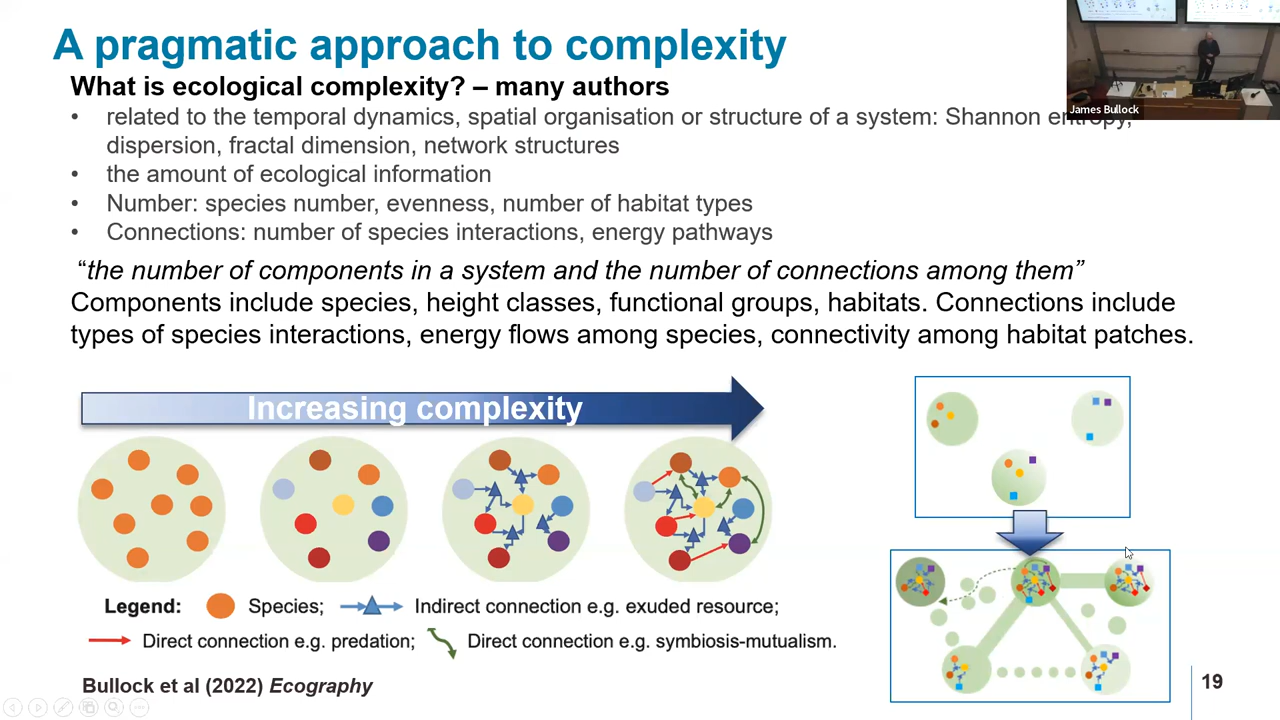 A pragmatic approach to complexity
James Bullock
What is ecological complexity? – many authors
• related to the temporal dynamics, spatial organisation or structure of a system: Shannon entropy,
dispersion, fractal dimension, network structures
• the amount of ecological information
• Number: species number, evenness, number of habitat types
• Connections: number of species interactions, energy pathways
“the number of components in a system and the number of connections among them”
Components include species, height classes, functional groups, habitats. Connections include
types of species interactions, energy flows among species, connectivity among habitat patches.
Increasing complexity
Legend: Species; Indirect connection e.g. exuded resource;
Direct connection e.g. predation; Direct connection e.g. symbiosis-mutualism.
Bullock et al (2022) Ecography
19